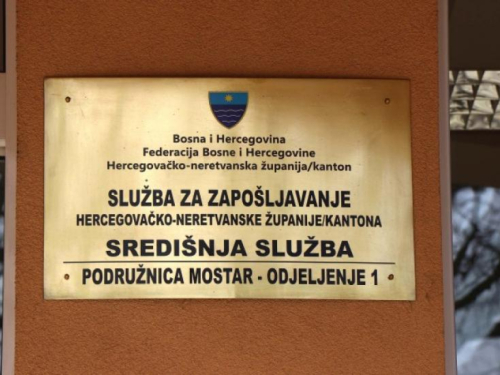 Bosna i Hercegovina
Federacija Bosne i Hercegovine
Hercegovačko-neretvanska županija/kanton
SLUŽBA ZA ZAPOŠLJAVANJE
HERCEGOVAČKO-NERETVANSKE ŽUPANIJE/KANTONA
SREDIŠNJA SLUŽBA
PODRUŽNICA MOSTAR - ODJELJENJE 1